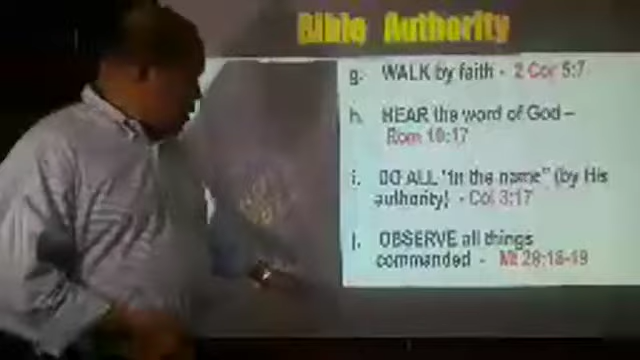 Bible Authority
g. WALK by faith - 2 Cor 5:7
h. HEAR the word of God –
Rom 10:17
i. DO ALL "in the name" (by His
authority) - Col 3:17
j. OBSERVE all things
commanded - Mt 28:18-19